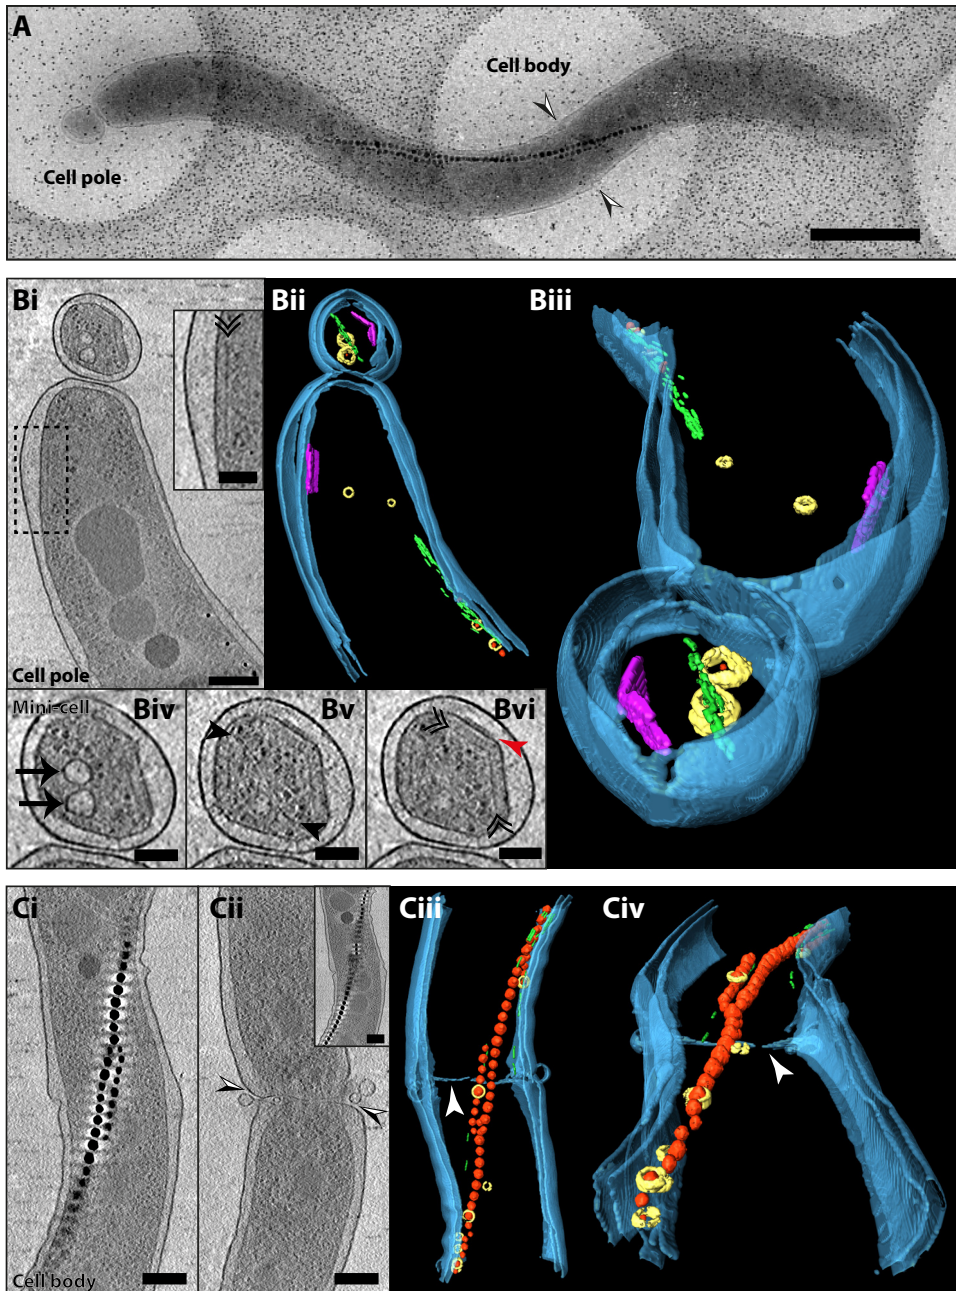 A
Cell body
Cell pole
Bi
Bii
Biii
Cell pole
Mini-cell
Biv
Bv
Bvi
Ci
Cii
Ciii
Civ
Cell body